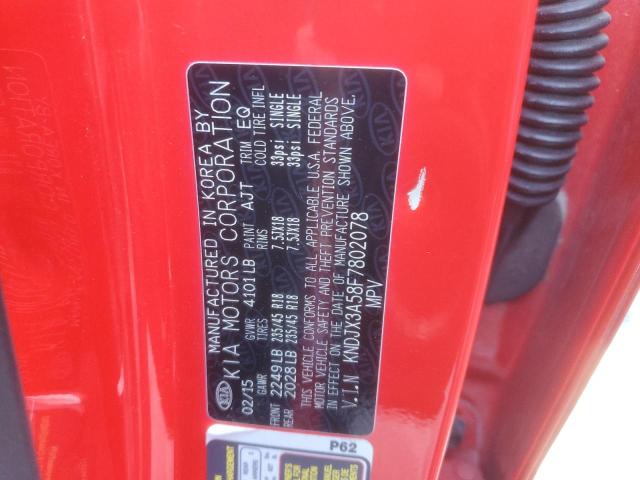 MANUFACTURED IN KOREA BY
KIA MOTORS CORPORATION
02/15 GVWR 4101LB PAINT AJT TRIM EQ
GAWR TIRES RIMS COLD TIRE INFL
FRONT 2249LB 235/45 R18 7.5JX18 33psi SINGLE
REAR 2028LB 235/45 R18 7.5JX18 33psi SINGLE
THIS VEHICLE CONFORMS TO ALL APPLICABLE U.S.A. FEDERAL
MOTOR VEHICLE SAFETY AND THEFT PREVENTION STANDARDS
IN EFFECT ON THE DATE OF MANUFACTURE SHOWN ABOVE.
V.I.N KNDJX3A58F7802078
MPV
KIA
P62